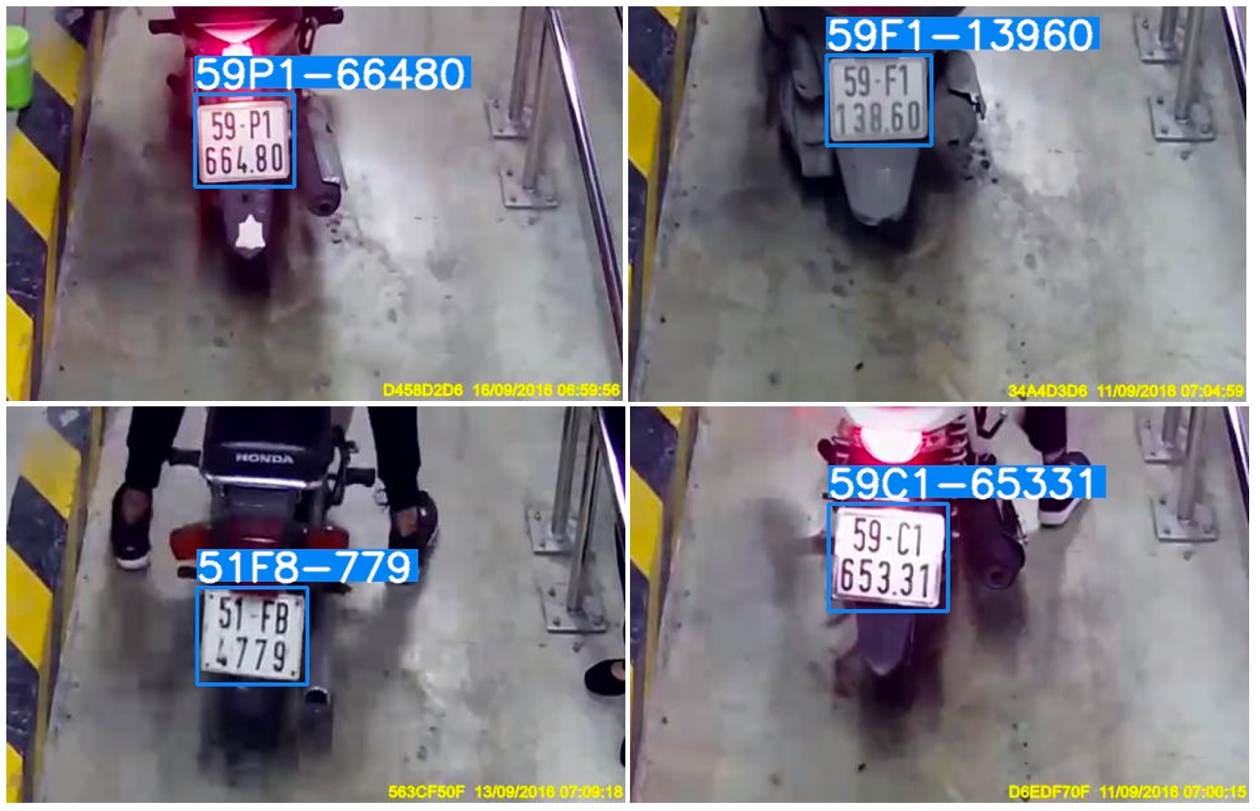 59P1-66480
59-P1
664.80
D458D2D6 16/09/2016 06:59:56
59F1-13960
59-F1
138.60
34A4D3D6 11/09/2016 07:04:59
HONDA
51F8-779
51-FB
4779
563CF50F 13/09/2016 07:09:18
59C1-65331
59-C1
653.31
D6EDF70F 11/09/2016 07:00:15